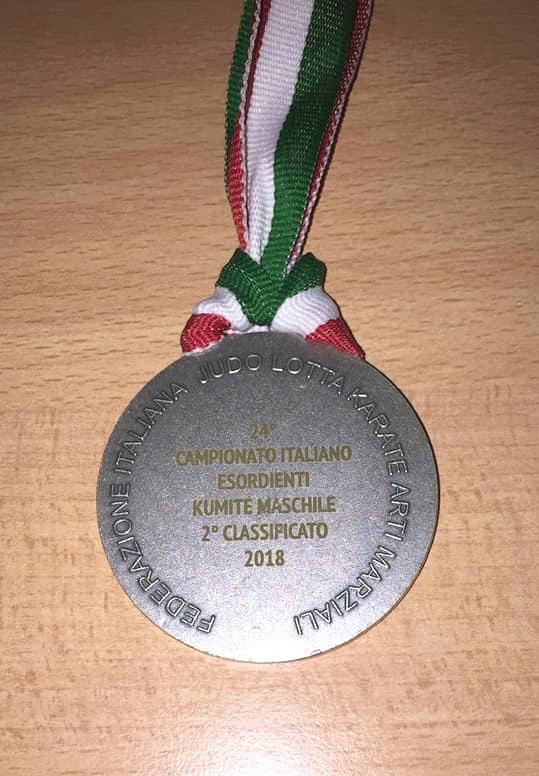 FEDERAZIONE ITALIANA JUDO LOTTA KARATE ARTI MARZIALI
24°
CAMPIONATO ITALIANO
ESORDIENTI
KUMITE MASCHILE
2° CLASSIFICATO
2018